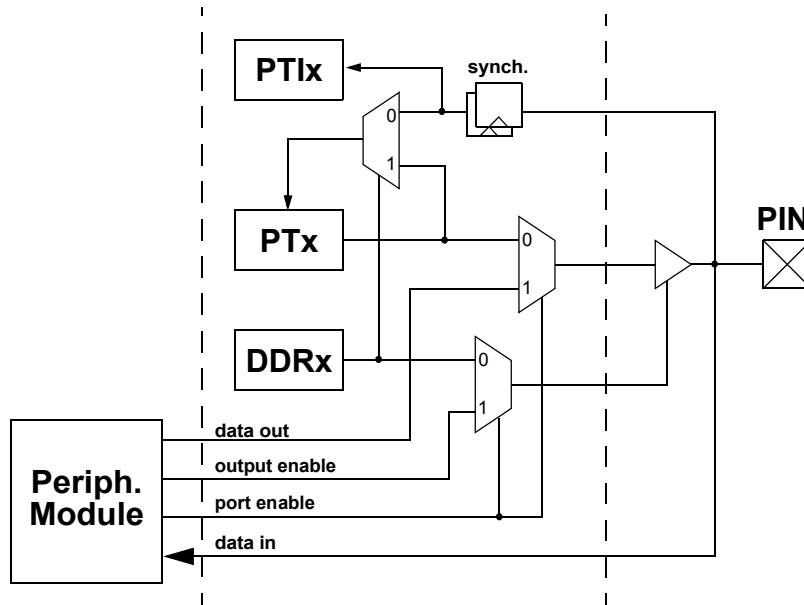 PTIx
synch.
0
1
PTx
0
1
PIN
DDRx
0
1
data out
output enable
port enable
data in
Periph.
Module